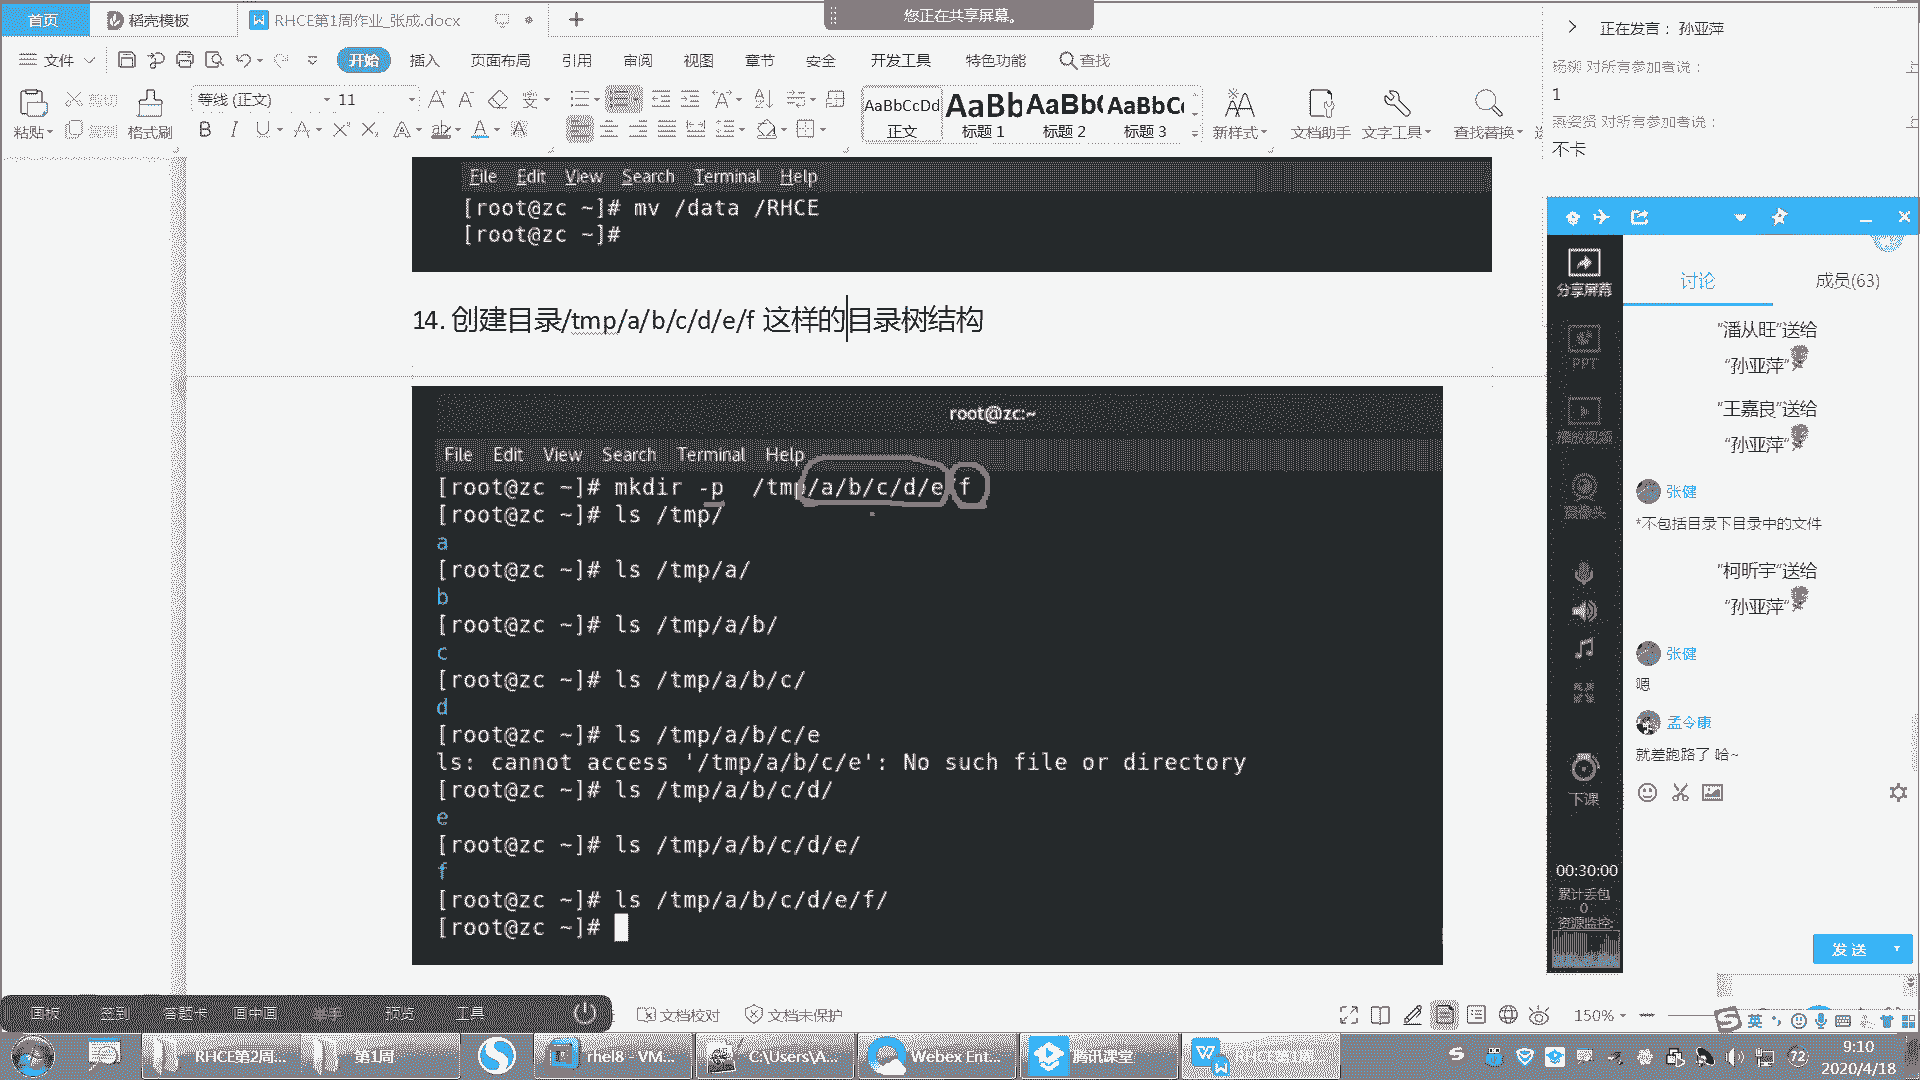 首页
稻壳模板
RHCE第1周作业_张成.docx
您正在共享屏幕。
正在发言： 孙亚萍
文件
开始
插入
页面布局
引用
审阅
视图
章节
安全
开发工具
特色功能
查找
杨柳 对所有参加者说：
1
燕姿贤 对所有参加者说：
不卡
粘贴
剪切
复制
格式刷
等线 (正文)
11
AaBbCcDd
正文
AaBb
标题 1
AaBb(
标题 2
AaBbC
标题 3
新样式
文档助手
文字工具
查找替换
File Edit View Search Terminal Help
[root@zc ~]# mv /data /RHCE
[root@zc ~]#
14. 创建目录/tmp/a/b/c/d/e/f 这样的目录树结构
root@zc:~
File Edit View Search Terminal Help
[root@zc ~]# mkdir -p  /tmp/a/b/c/d/e/f
[root@zc ~]# ls /tmp/
a
[root@zc ~]# ls /tmp/a/
b
[root@zc ~]# ls /tmp/a/b/
c
[root@zc ~]# ls /tmp/a/b/c/
d
[root@zc ~]# ls /tmp/a/b/c/e
ls: cannot access '/tmp/a/b/c/e': No such file or directory
[root@zc ~]# ls /tmp/a/b/c/d/
e
[root@zc ~]# ls /tmp/a/b/c/d/e/
f
[root@zc ~]# ls /tmp/a/b/c/d/e/f/
[root@zc ~]#
分享屏幕
PPT
播放视频
摄像头
下课
00:30:00
累计丢包
0
资源监控:
讨论
成员(63)
"潘从旺"送给
"孙亚萍"
"王嘉良"送给
"孙亚萍"
张健
*不包括目录下目录中的文件
"柯昕宇"送给
"孙亚萍"
张健
嗯
孟令康
就差跑路了 哈~
发送
画板
签到
答题卡
画中画
举手
预览
工具
文档校对
文档未保护
150%
英
RHCE第2周...
第1周
rhel8 - VM...
C:\Users\A...
Webex Ent...
腾讯课堂
RHCE第1周...
72
9:10
2020/4/18